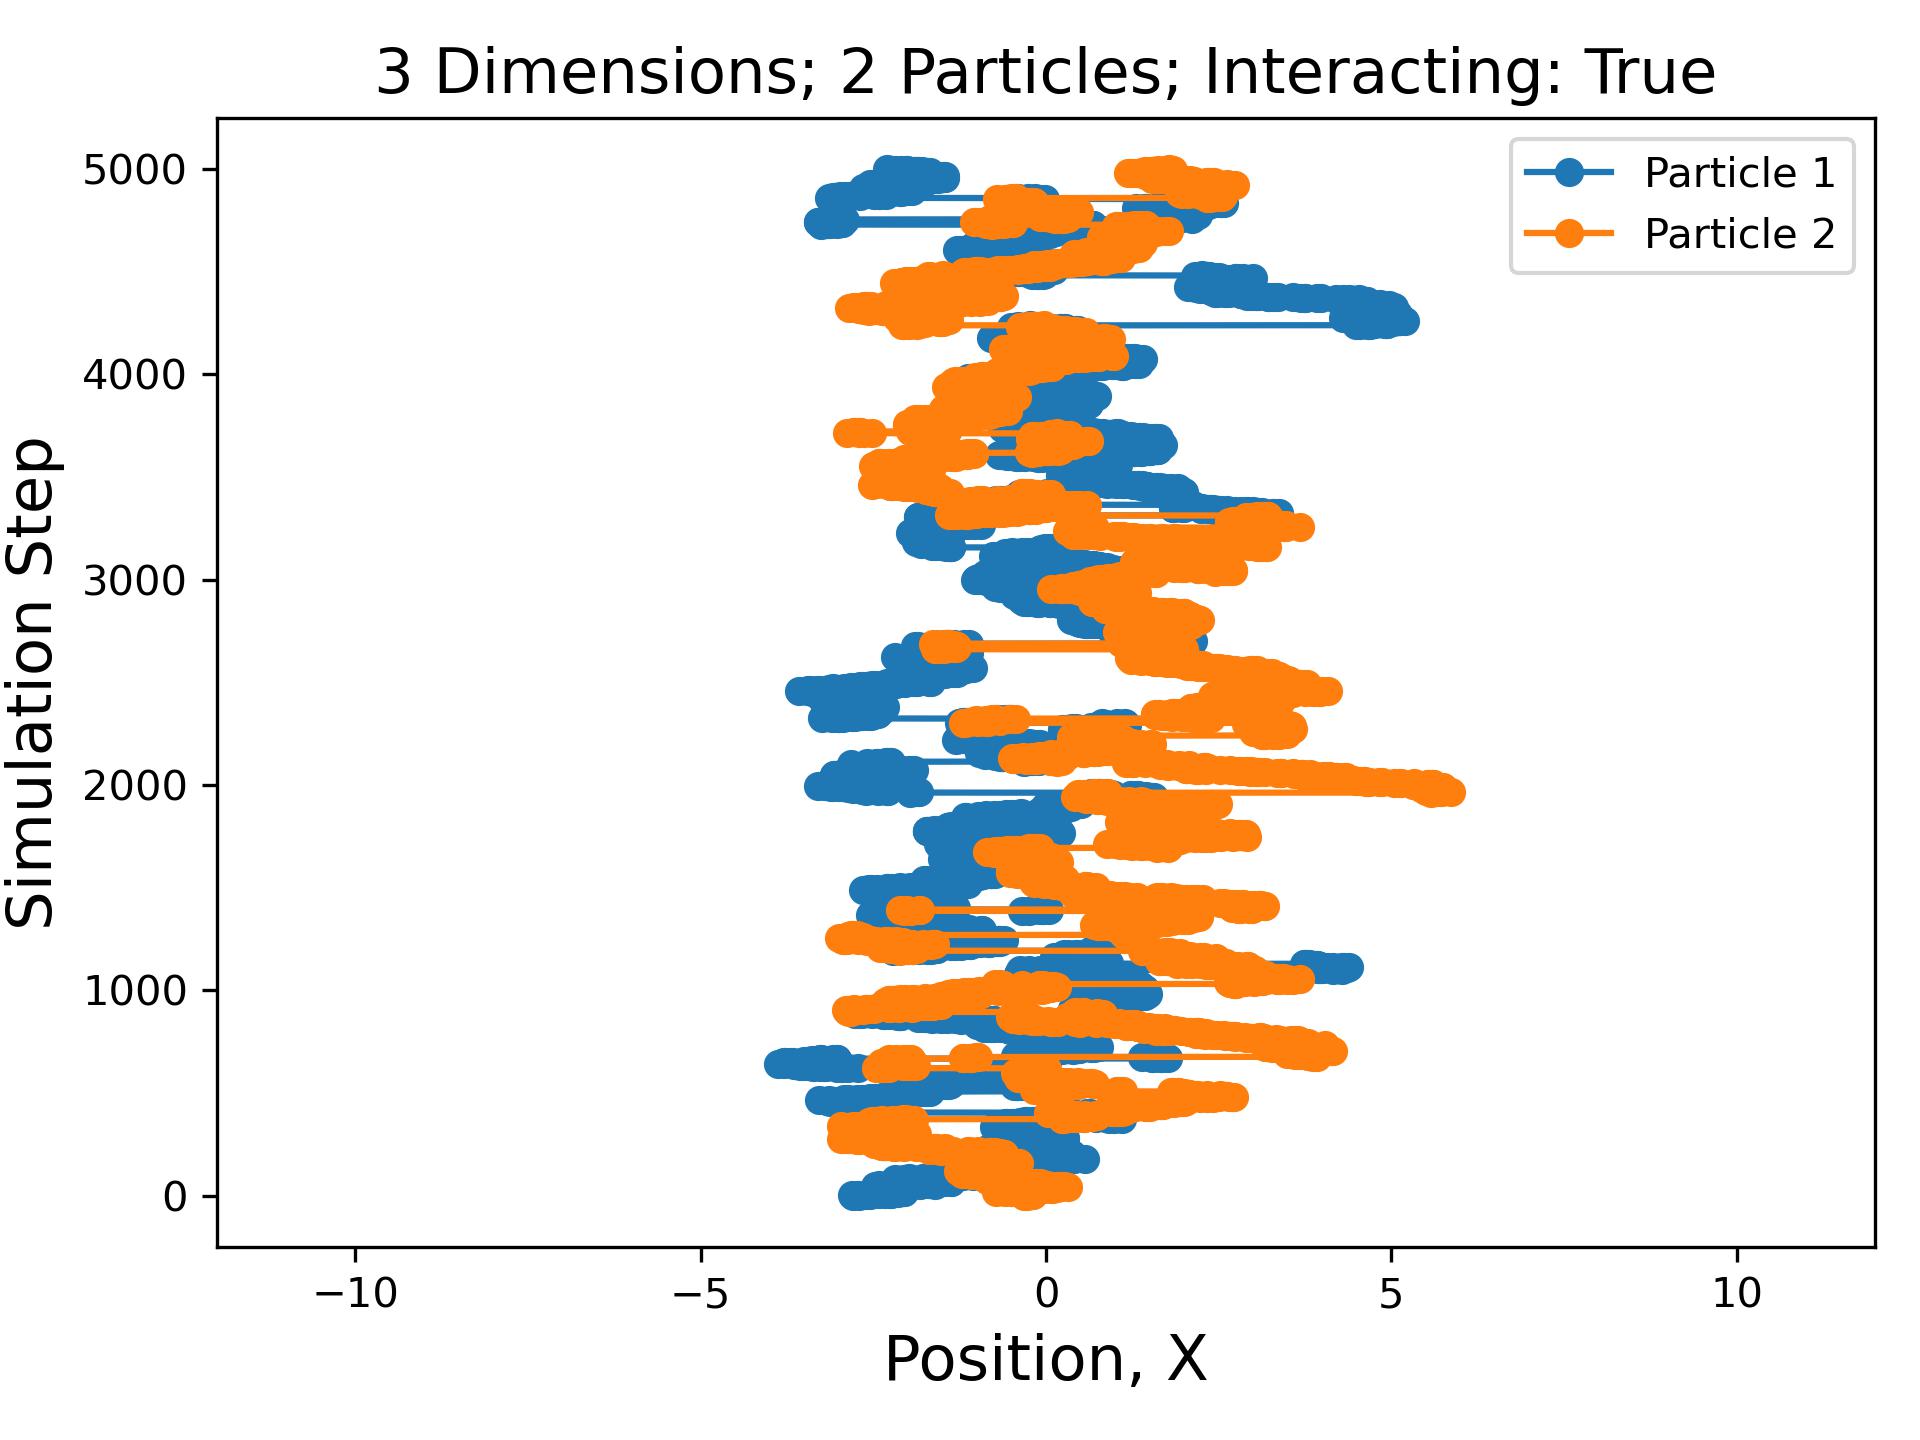 3 Dimensions; 2 Particles; Interacting: True
Particle 1
Particle 2
Simulation Step
5000
4000
3000
2000
1000
0
−10
−5
0
5
10
Position, X